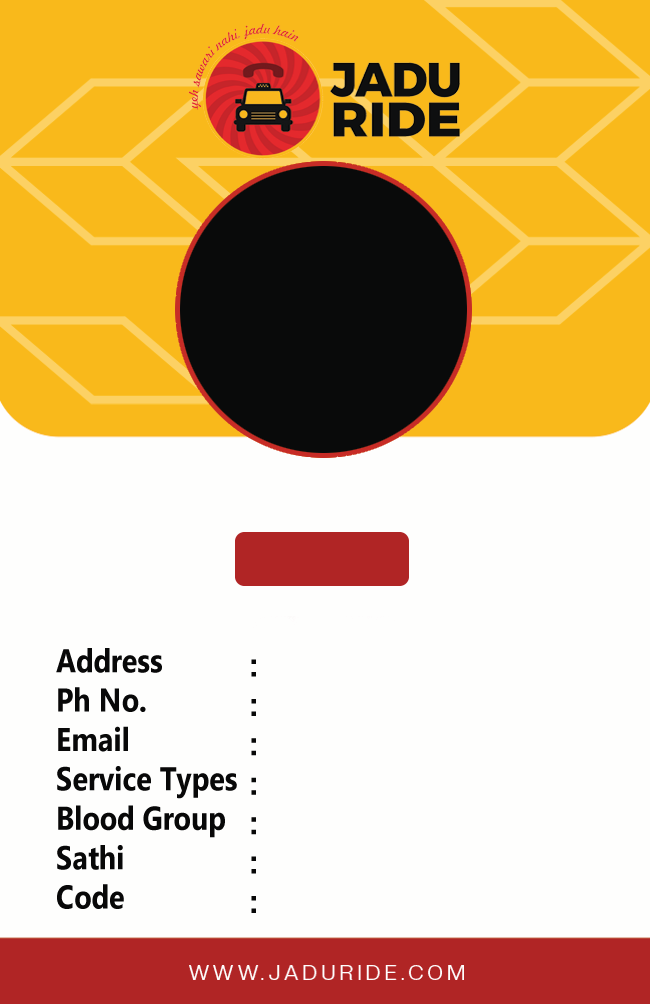 yeh sawari nahi, jadu hain
JADU
RIDE
Address :
Ph No. :
Email :
Service Types :
Blood Group :
Sathi :
Code :
WWW.JADURIDE.COM